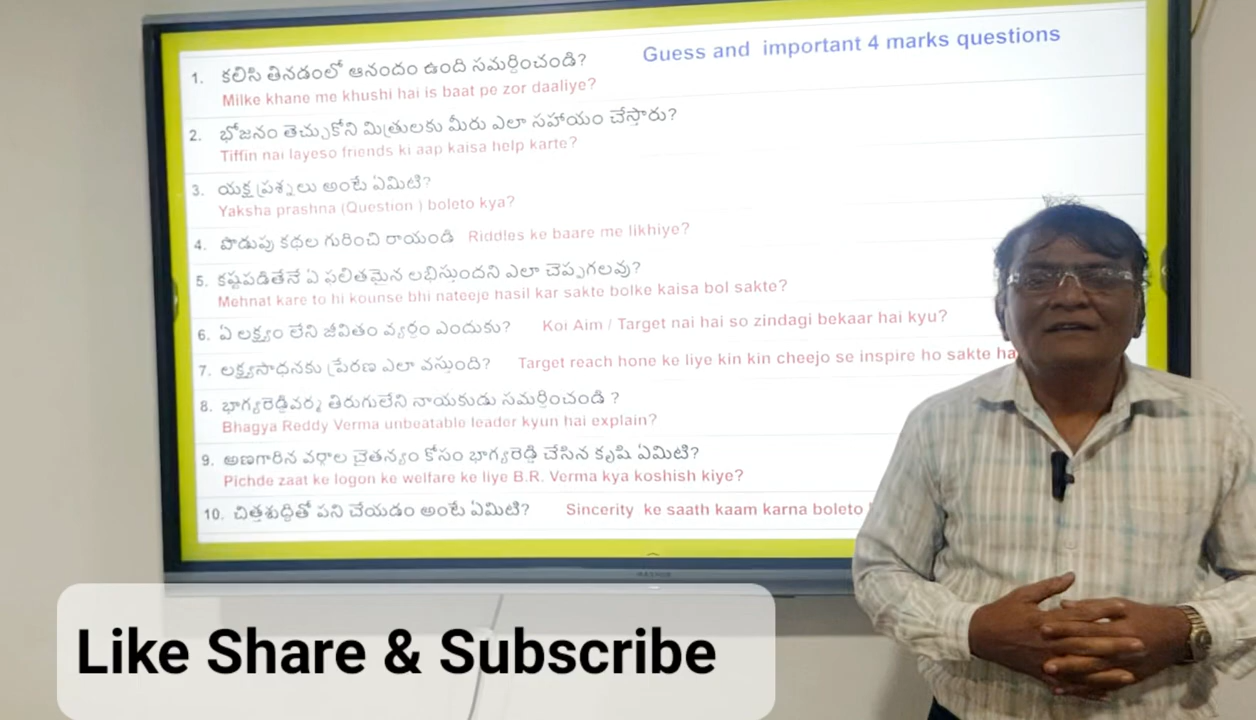 Guess and important 4 marks questions
1. కలిసి తినడంలో ఆనందం ఉంది సమర్థించండి?
Milke khane me khushi hai is baat pe zor daaliye?
2. భోజనం తెచ్చుకోని మిత్రులకు మీరు ఎలా సహాయం చేస్తారు?
Tiffin nai layeso friends ki aap kaisa help karte?
3. యక్ష ప్రశ్నలు అంటే ఏమిటి?
Yaksha prashna (Question ) boleto kya?
4. పొడుపు కథల గురించి రాయండి Riddles ke baare me likhiye?
5. కష్టపడితేనే ఏ ఫలితమైన లభిస్తుందని ఎలా చెప్పగలవు?
Mehnat kare to hi kounse bhi nateeje hasil kar sakte bolke kaisa bol sakte?
6. ఏ లక్ష్యం లేని జీవితం వ్యర్థం ఎందుకు? Koi Aim / Target nai hai so zindagi bekaar hai kyu?
7. లక్ష్యసాధనకు ప్రేరణ ఎలా వస్తుంది? Target reach hone ke liye kin kin cheejo se inspire ho sakte
8. భాగ్యరెడ్డివర్మ తిరుగులేని నాయకుడు సమర్థించండి ?
Bhagya Reddy Verma unbeatable leader kyun hai explain?
9. అణగారిన వర్గాల చైతన్యం కోసం భాగ్యరెడ్డి చేసిన కృషి ఏమిటి?
Pichde zaat ke logon ke welfare ke liye B.R. Verma kya koshish kiye?
10. చిత్తశుద్ధితో పని చేయడం అంటే ఏమిటి? Sincerity ke saath kaam karna boleto
Like Share & Subscribe